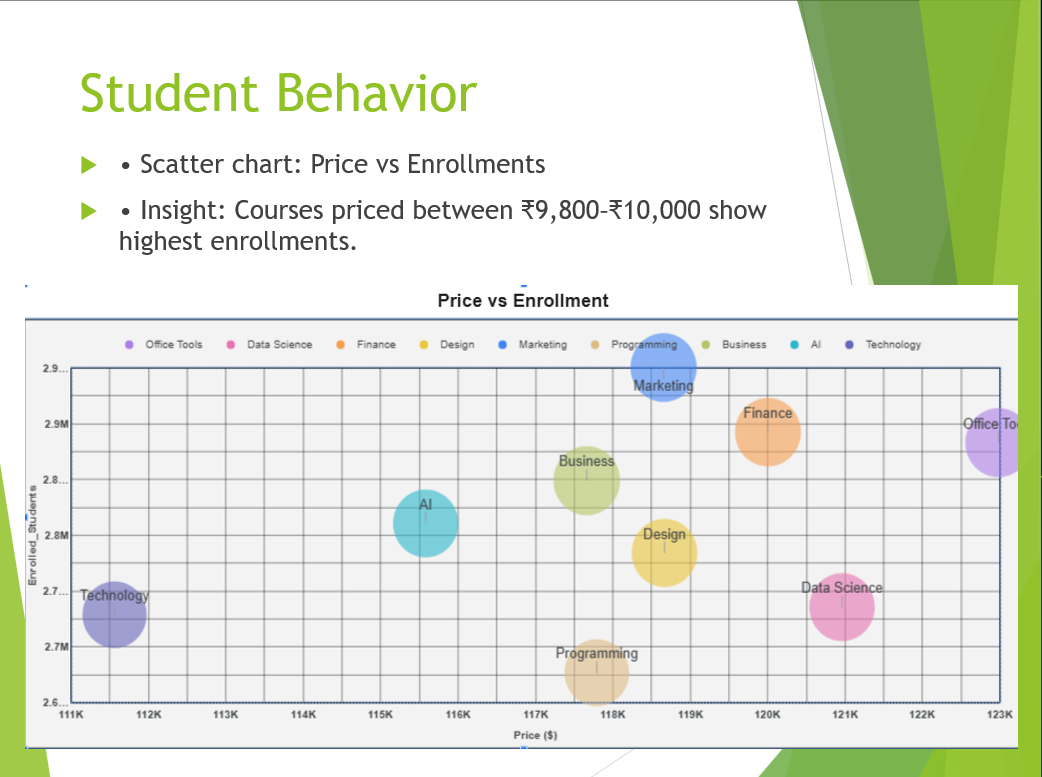 Student Behavior
• Scatter chart: Price vs Enrollments
• Insight: Courses priced between ₹9,800–₹10,000 show
highest enrollments.
Price vs Enrollment
Office Tools Data Science Finance Design Marketing Programming Business AI Technology
2.9...
Marketing
Finance
2.9M
Office Too
Business
2.8...
AI
Design
2.8M
Enrolled_Students
Data Science
2.7...
Technology
2.7M
Programming
2.6...
111K 112K 113K 114K 115K 116K 117K 118K 119K 120K 121K 122K 123K
Price ($)